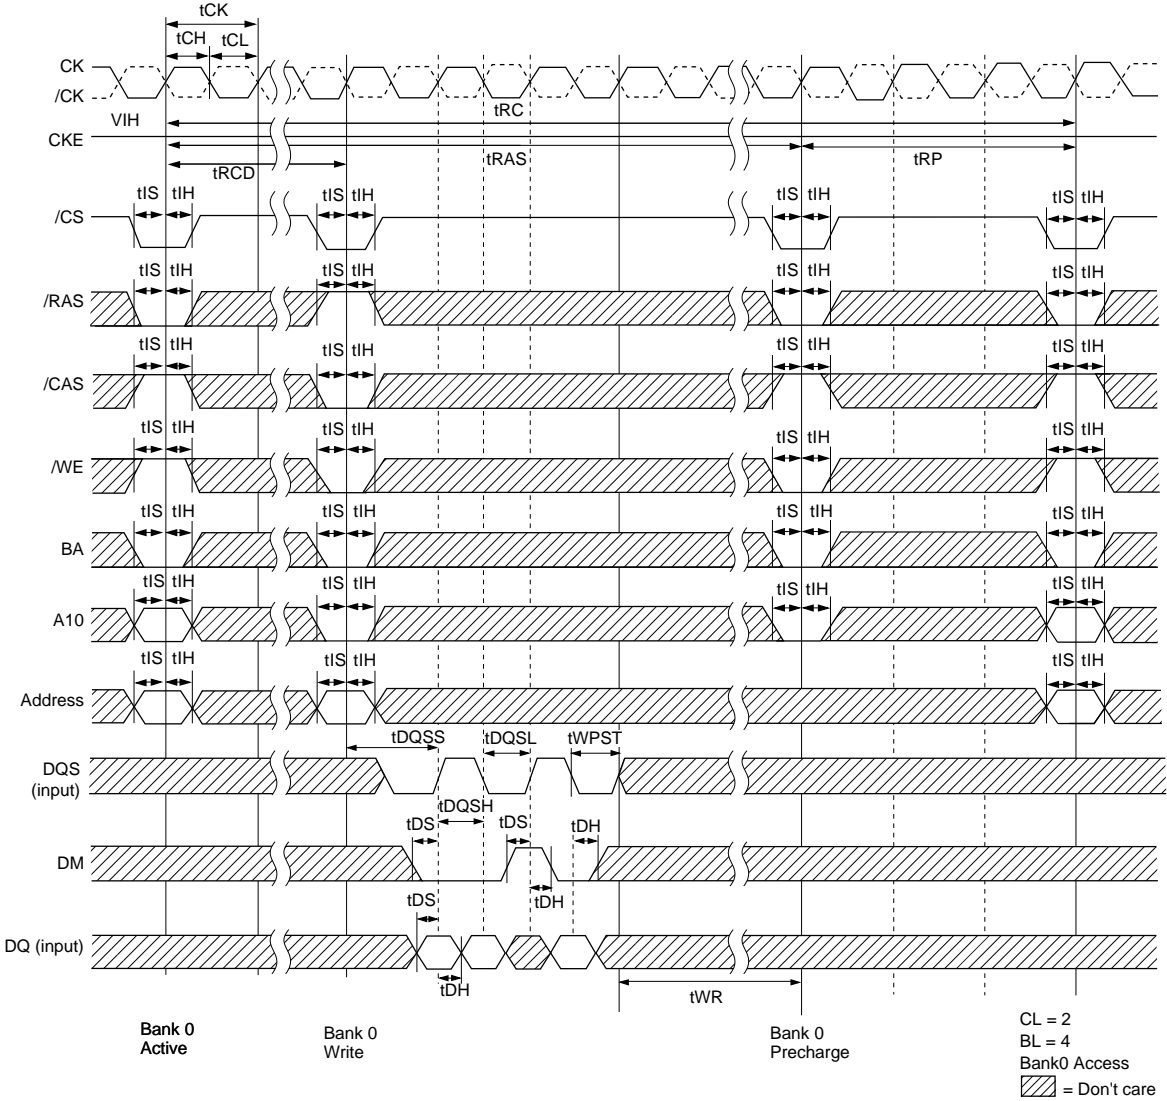 tCK
tCH tCL
CK
/CK
tRC
VIH
CKE
tRAS
tRP
tRCD
tIS tIH tIS tIH tIS tIH tIS tIH
/CS
tIS tIH tIS tIH tIS tIH tIS tIH
/RAS
tIS tIH tIS tIH tIS tIH tIS tIH
/CAS
tIS tIH tIS tIH tIS tIH tIS tIH
/WE
tIS tIH tIS tIH tIS tIH tIS tIH
BA
tIS tIH tIS tIH tIS tIH tIS tIH
A10
tIS tIH tIS tIH tIS tIH
Address
tDQSS tDQSL tWPST
DQS
(input)
tDQSH
tDS tDS tDH
DM
tDS tDH
DQ (input)
tDH tWR
Bank 0
Active
Bank 0
Write
Bank 0
Precharge
CL = 2
BL = 4
Bank0 Access
= Don't care